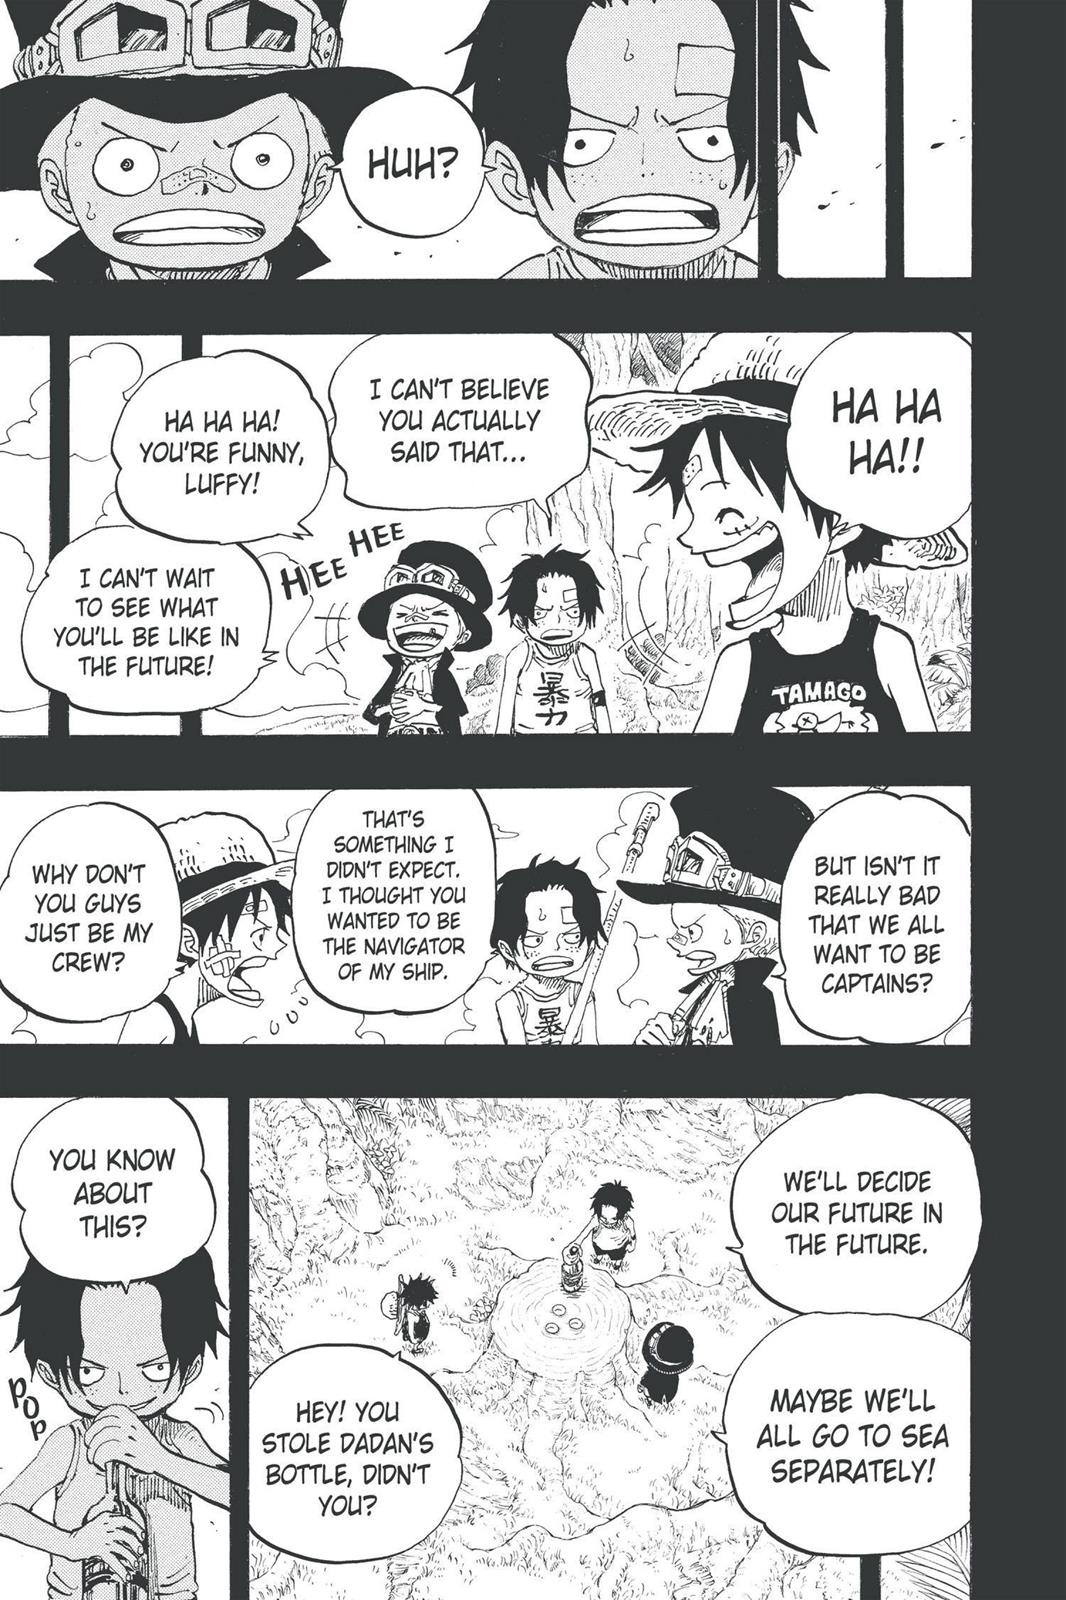 HUH?
HA HA
HA!!
I CAN'T BELIEVE
YOU ACTUALLY
SAID THAT...
HA HA HA!
YOU'RE FUNNY,
LUFFY!
HEE HEE
I CAN'T WAIT
TO SEE WHAT
YOU'LL BE LIKE IN
THE FUTURE!
暴力
TAMAGO
BUT ISN'T IT
REALLY BAD
THAT WE ALL
WANT TO BE
CAPTAINS?
THAT'S
SOMETHING I
DIDN'T EXPECT.
I THOUGHT YOU
WANTED TO BE
THE NAVIGATOR
OF MY SHIP.
暴力
WHY DON'T
YOU GUYS
JUST BE MY
CREW?
WE'LL DECIDE
OUR FUTURE IN
THE FUTURE.
MAYBE WE'LL
ALL GO TO SEA
SEPARATELY!
HEY! YOU
STOLE DADAN'S
BOTTLE, DIDN'T
YOU?
YOU KNOW
ABOUT
THIS?
POP